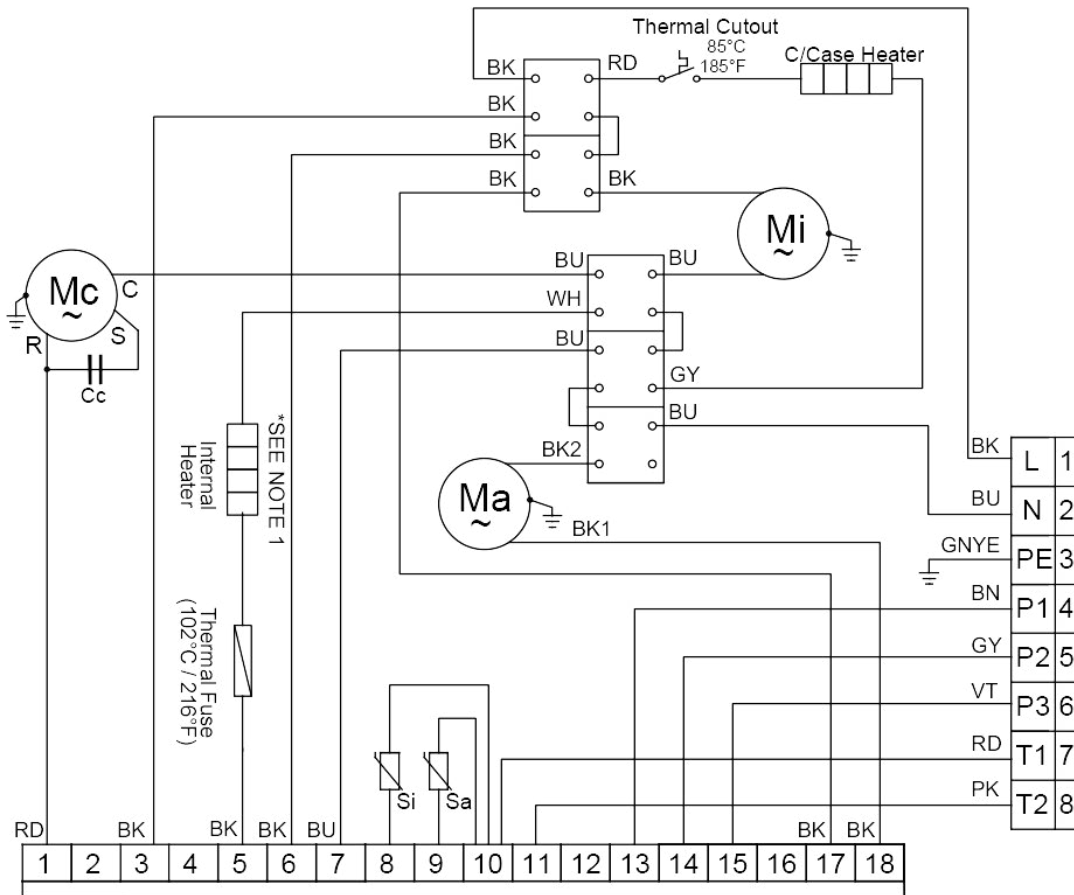 Thermal Cutout
85°C
185°F
C/Case Heater
BK
RD
BK
BK
BK
BK
Mi
~
Mc
~
C
S
R
Cc
BU
BU
WH
BU
GY
BU
BK2
Ma
~
BK1
Internal
Heater
*SEE NOTE 1
Thermal Fuse
(102°C / 216°F)
Si
Sa
BK L 1
BU N 2
GNYE PE 3
BN P1 4
GY P2 5
VT P3 6
RD T1 7
PK T2 8
RD BK BK BK BU BK BK
1 2 3 4 5 6 7 8 9 10 11 12 13 14 15 16 17 18